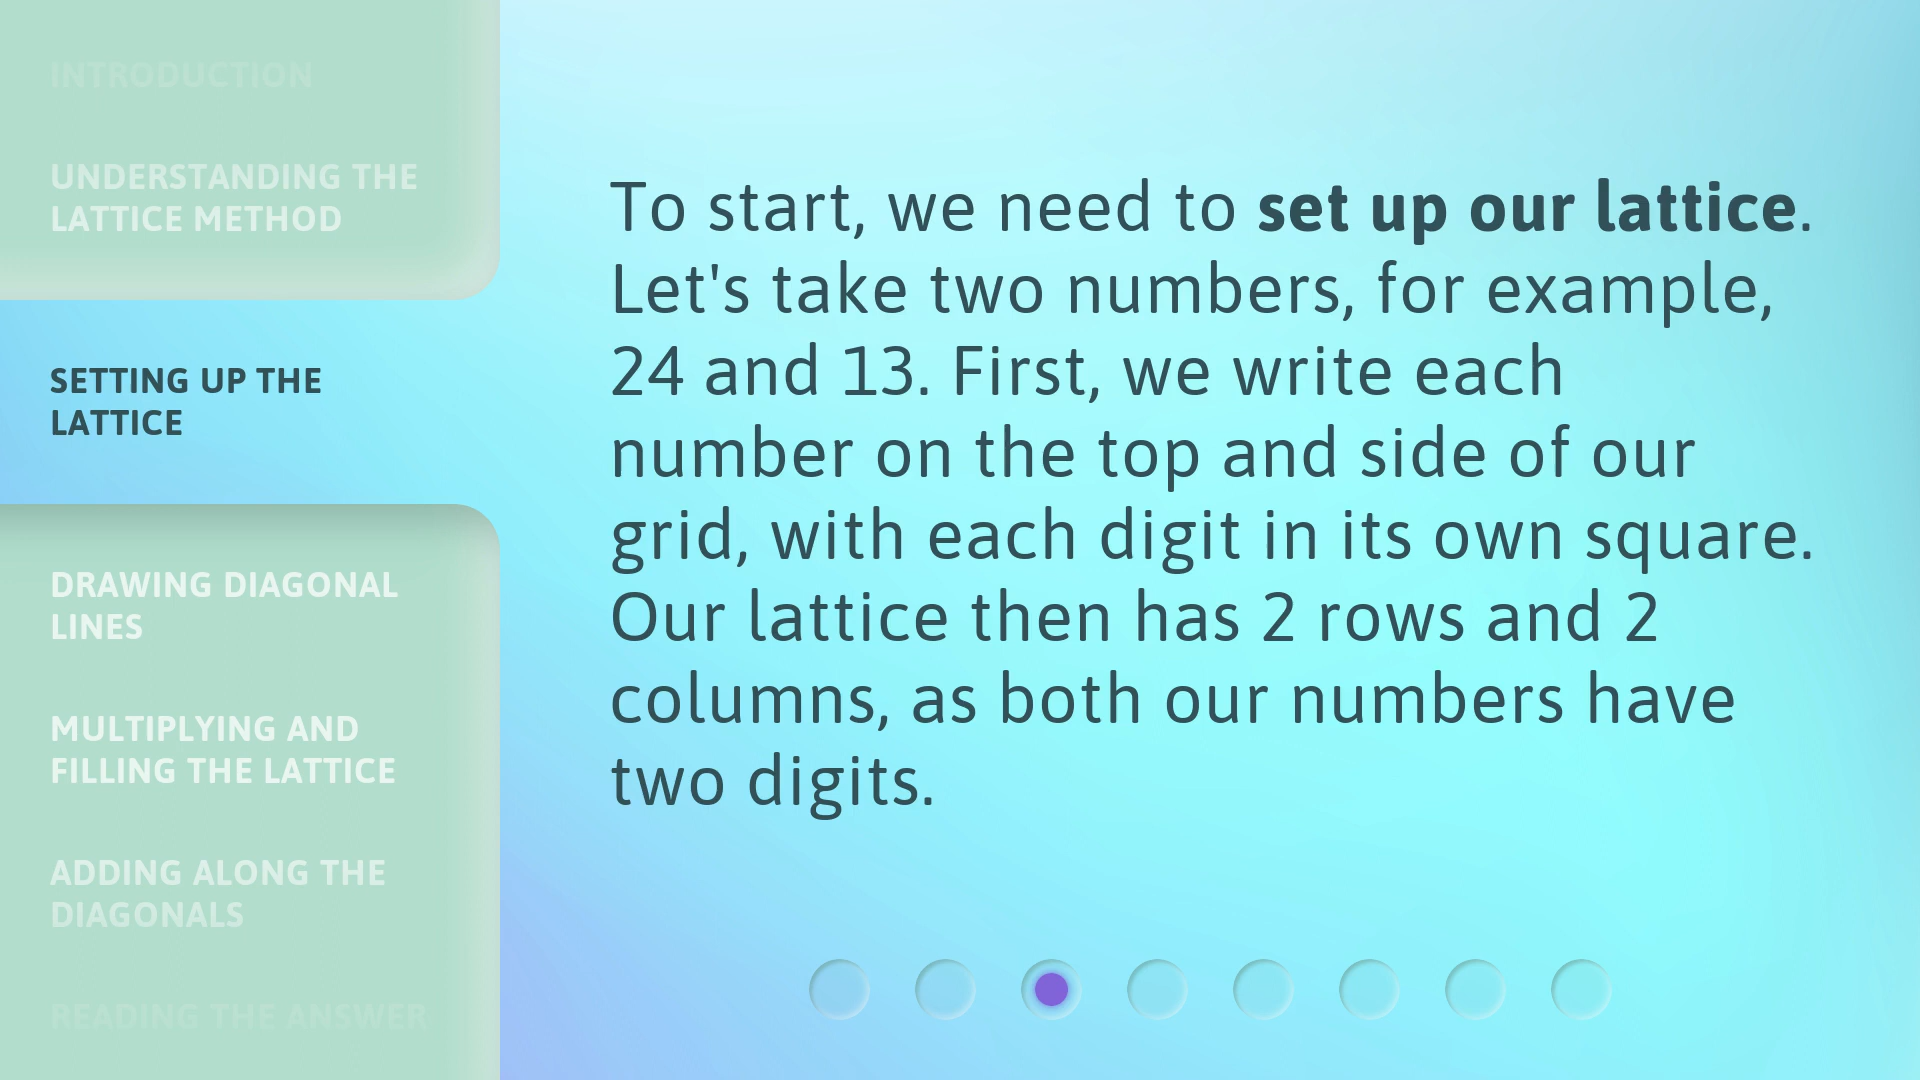 INTRODUCTION
UNDERSTANDING THE
LATTICE METHOD
SETTING UP THE
LATTICE
DRAWING DIAGONAL
LINES
MULTIPLYING AND
FILLING THE LATTICE
ADDING ALONG THE
DIAGONALS
READING THE ANSWER
To start, we need to set up our lattice.
Let's take two numbers, for example,
24 and 13. First, we write each
number on the top and side of our
grid, with each digit in its own square.
Our lattice then has 2 rows and 2
columns, as both our numbers have
two digits.